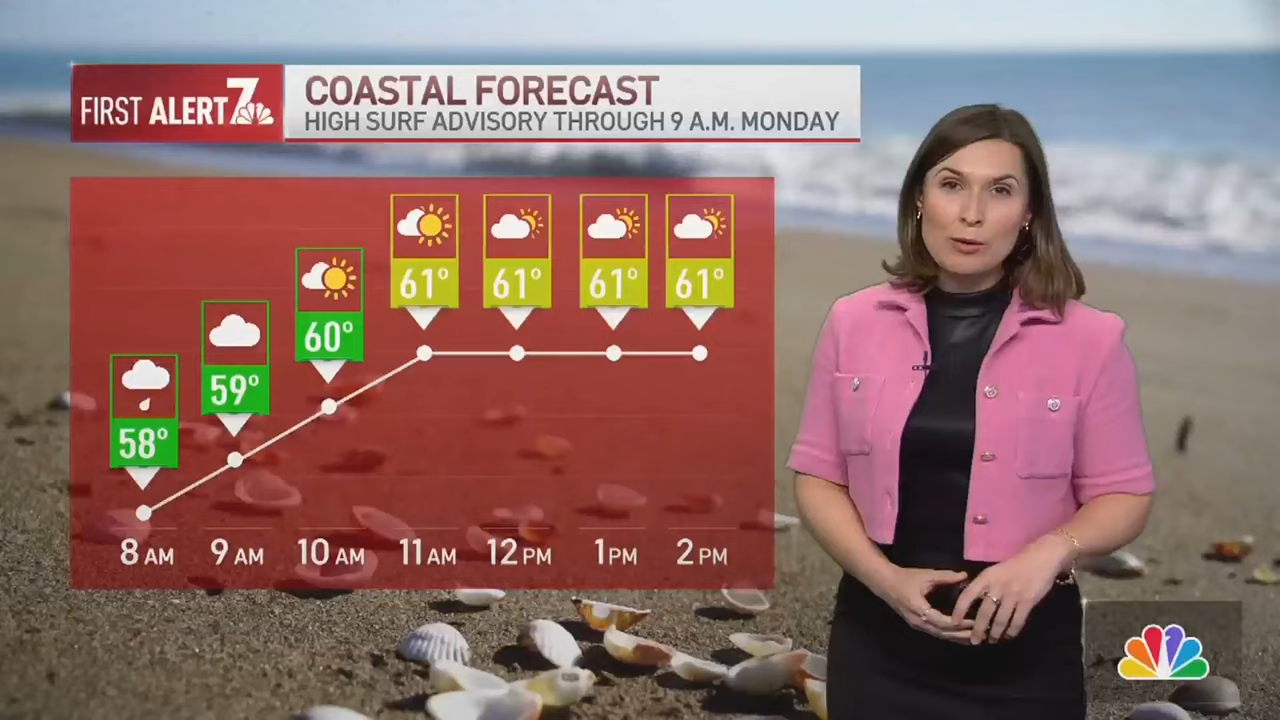 FIRST ALERT 7
COASTAL FORECAST
HIGH SURF ADVISORY THROUGH 9 A.M. MONDAY
58° 59° 60° 61° 61° 61° 61°
8 AM 9 AM 10 AM 11 AM 12 PM 1 PM 2 PM